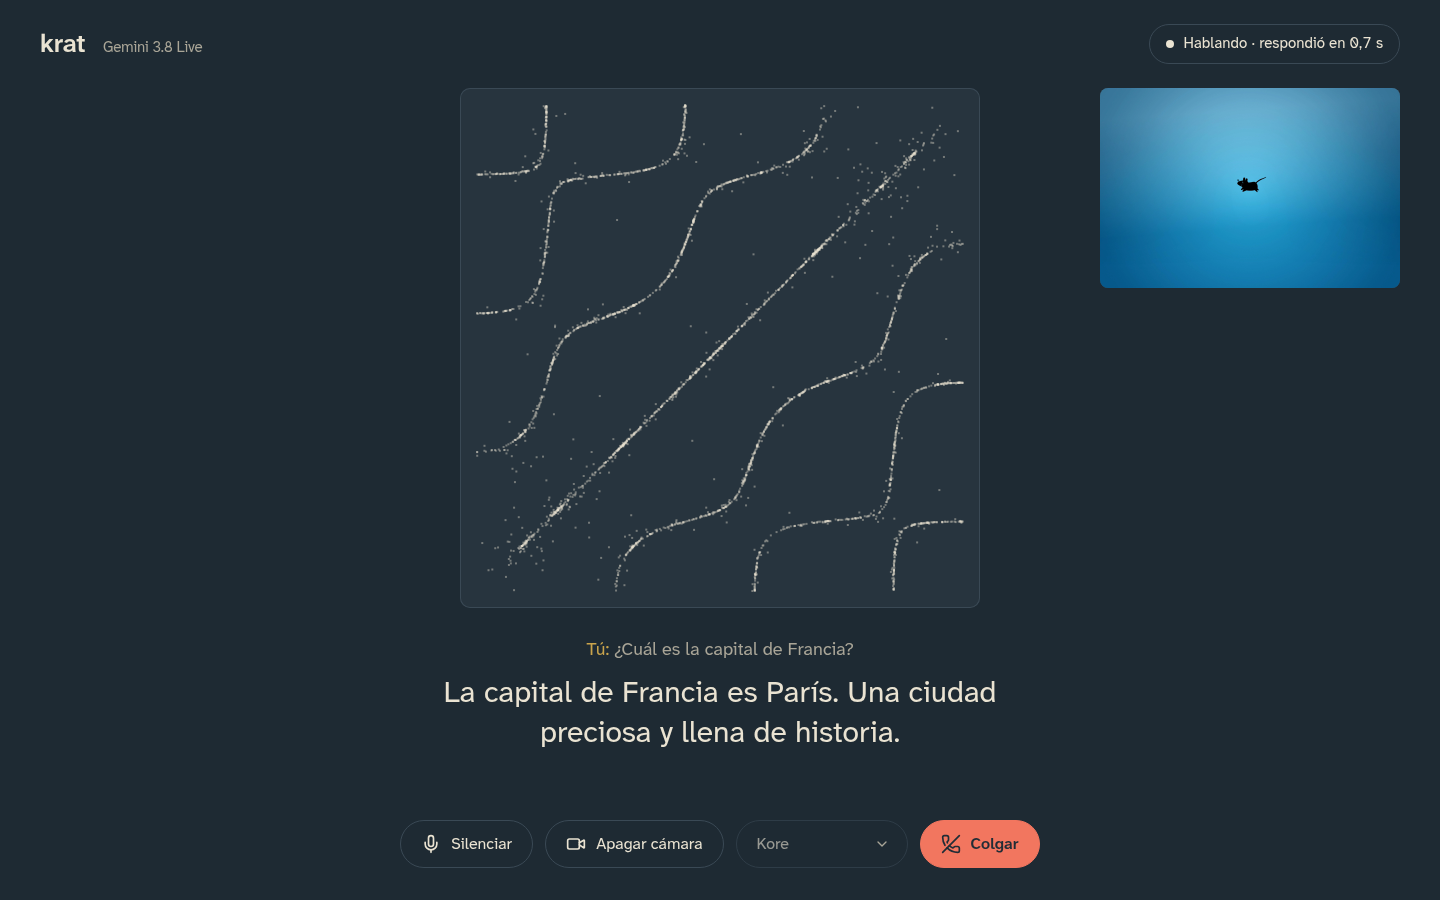 krat
Gemini 3.8 Live
Hablando · respondió en 0,7 s
Tú: ¿Cuál es la capital de Francia?
La capital de Francia es París. Una ciudad
preciosa y llena de historia.
Silenciar
Apagar cámara
Kore
Colgar